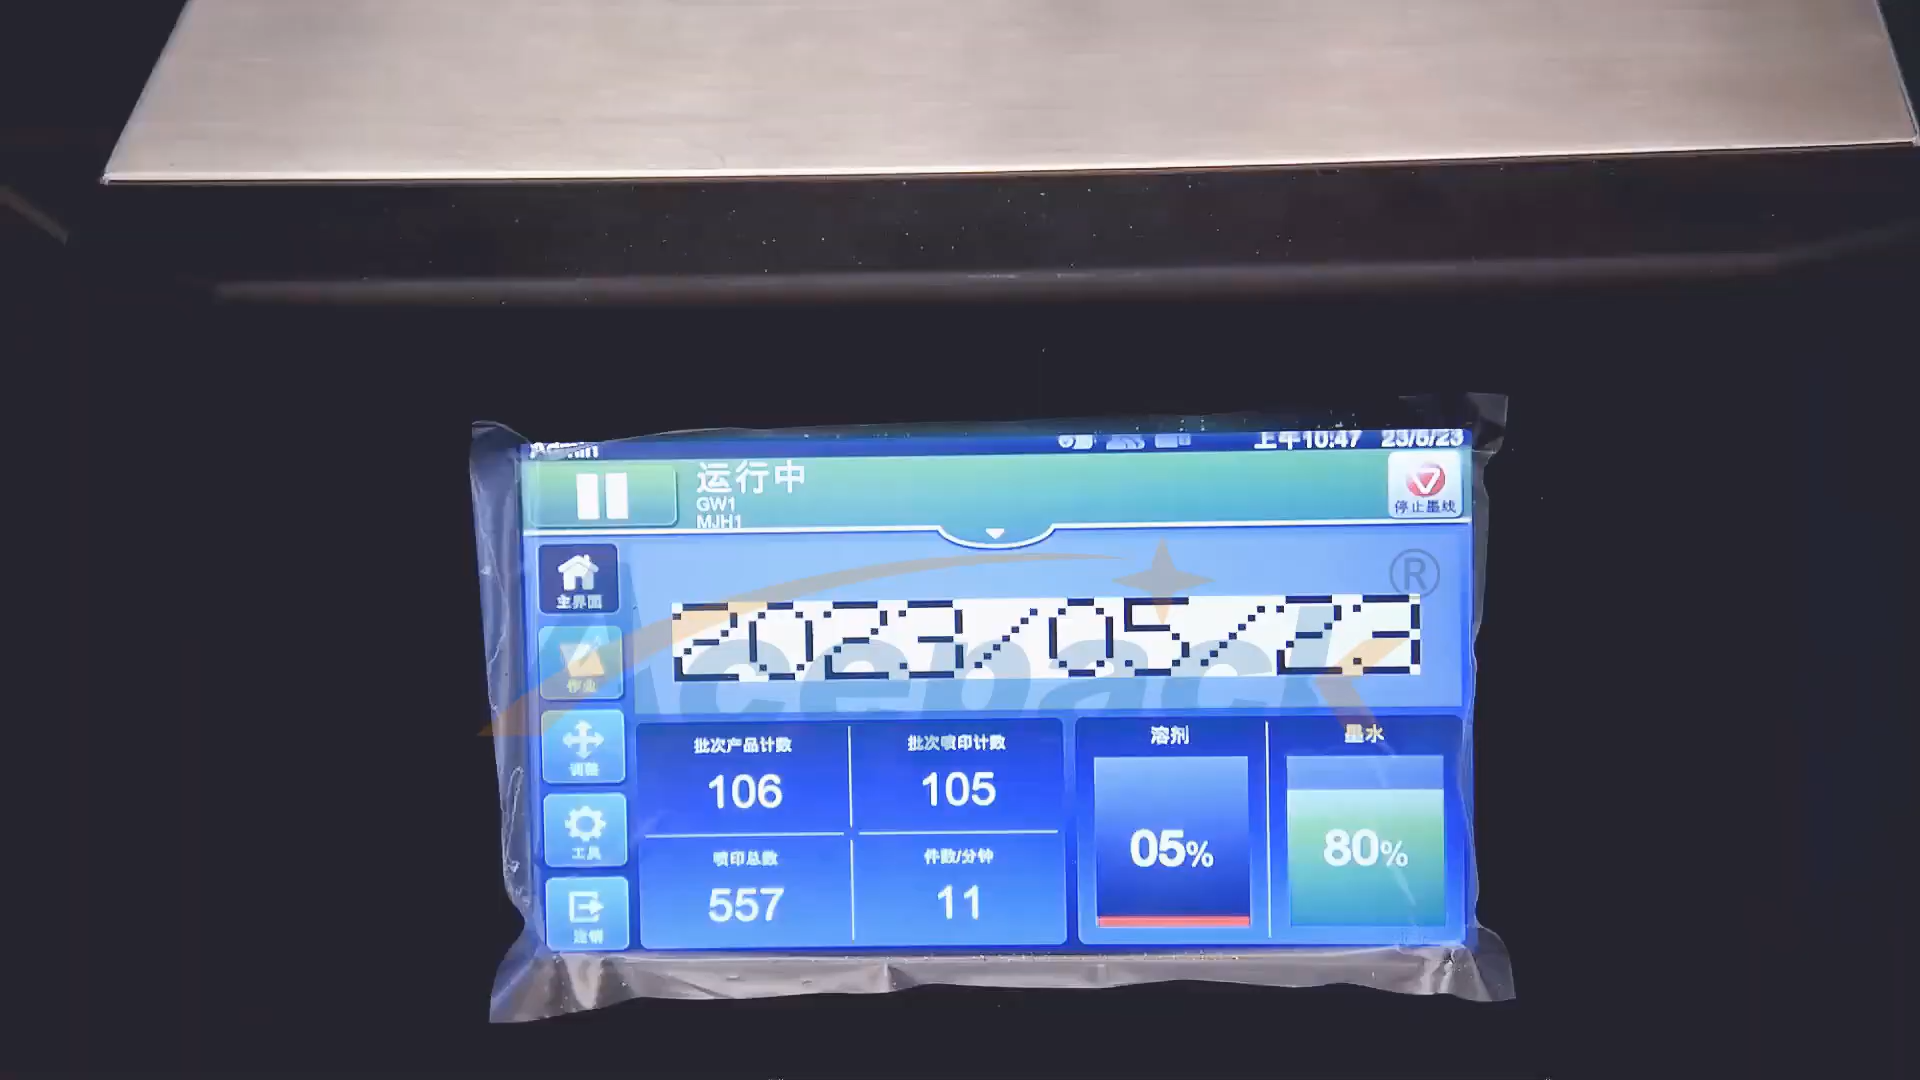 Admin 上午10:47 23/5/23
运行中
GW1
MJH1
停止墨线
主界面
2023/05/23
®
Acepack
作业
调整
工具
注销
批次产品计数
106
批次喷印计数
105
喷印总数
557
件数/分钟
11
溶剂
05%
墨水
80%